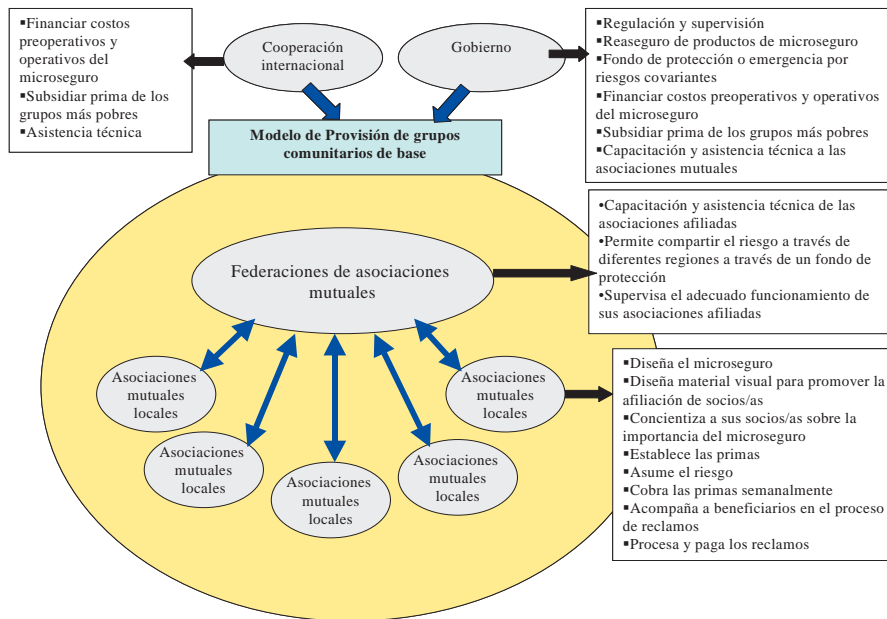 ▪Financiar costos
preoperativos y
operativos del
microseguro
▪Subsidiar prima de los
grupos más pobres
▪Asistencia técnica
Cooperación
internacional
Gobierno
▪Regulación y supervisión
▪Reaseguro de productos de microseguro
▪Fondo de protección o emergencia por
riesgos covariantes
▪Financiar costos preoperativos y operativos
del microseguro
▪Subsidiar prima de los grupos más pobres
▪Capacitación y asistencia técnica a las
asociaciones mutuales
Modelo de Provisión de grupos
comunitarios de base
Federaciones de asociaciones
mutuales
•Capacitación y asistencia técnica de las
asociaciones afiliadas
•Permite compartir el riesgo a través de
diferentes regiones a través de un fondo de
protección
•Supervisa el adecuado funcionamiento de
sus asociaciones afiliadas
Asociaciones
mutuales
locales
Asociaciones
mutuales
locales
Asociaciones
mutuales
locales
Asociaciones
mutuales
locales
Asociaciones
mutuales
locales
▪Diseña el microseguro
▪Diseña material visual para promover la
afiliación de socios/as
▪Concientiza a sus socios/as sobre la
importancia del microseguro
▪Establece las primas
▪Asume el riesgo
▪Cobra las primas semanalmente
▪Acompaña a beneficiarios en el proceso
de reclamos
▪Procesa y paga los reclamos